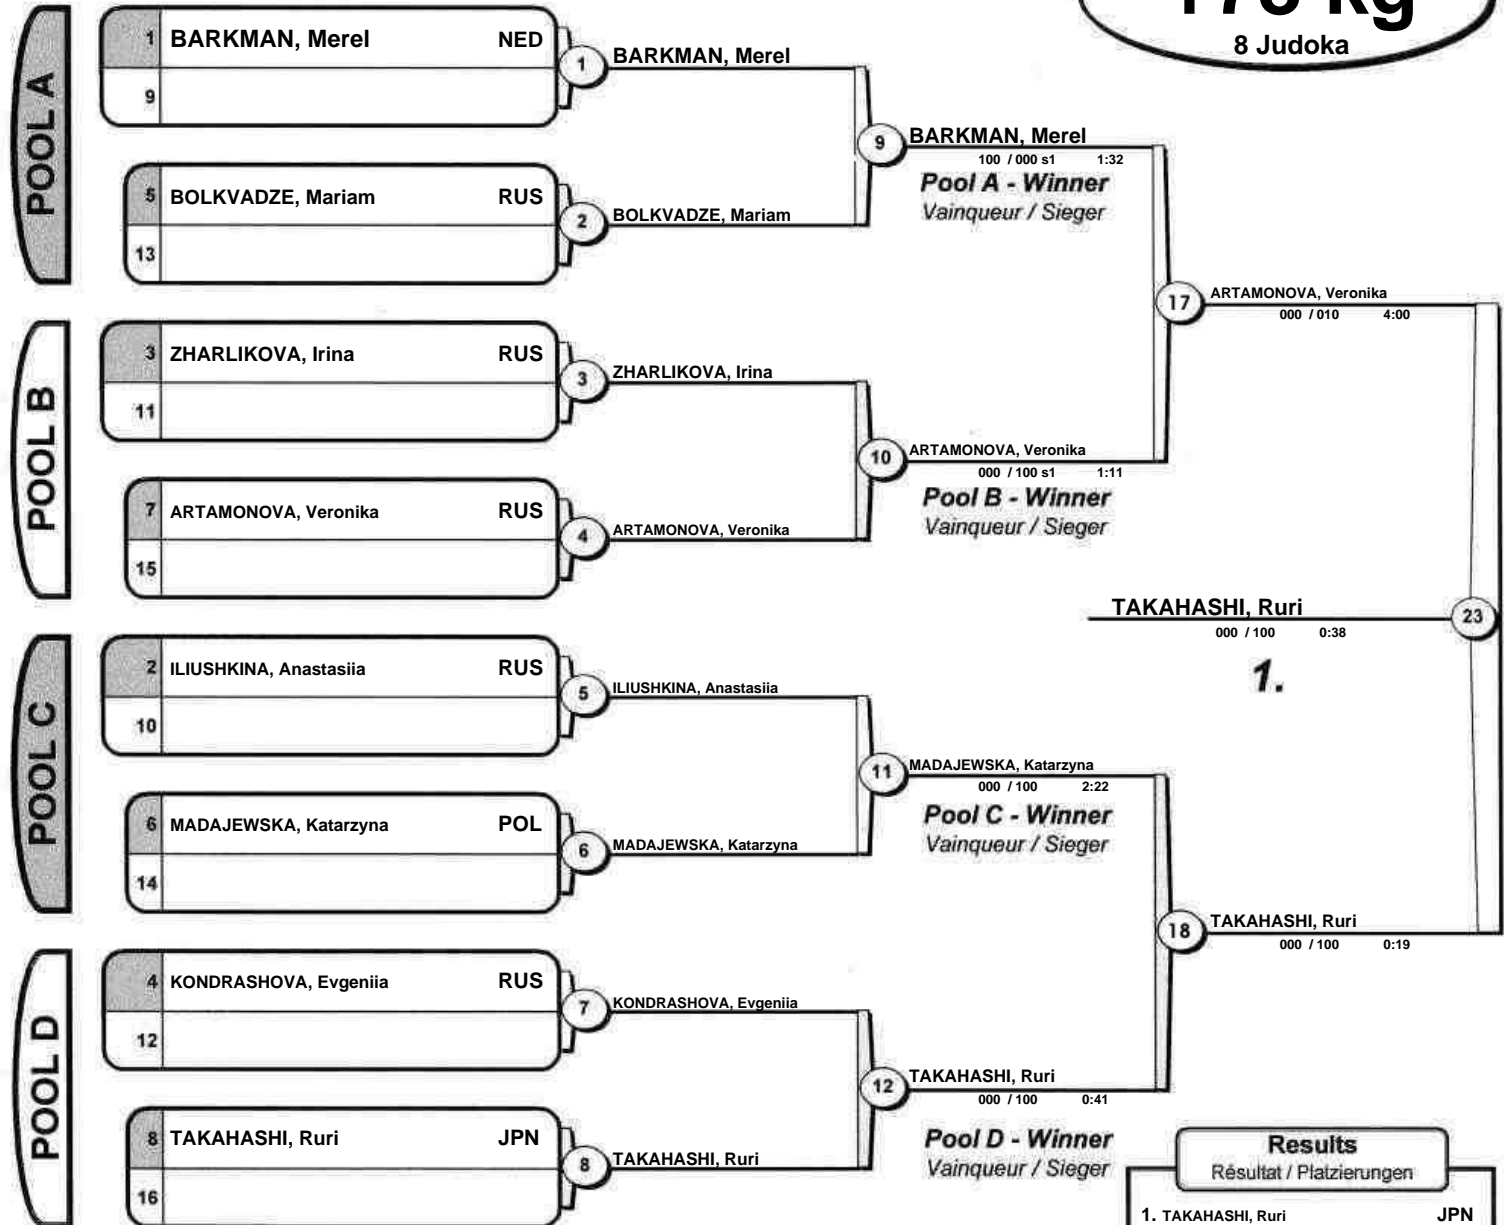 8 Judoka
POOL A
1 BARKMAN, Merel NED
9
1 BARKMAN, Merel
5 BOLKVADZE, Mariam RUS
13
2 BOLKVADZE, Mariam
9 BARKMAN, Merel
100 / 000 s1 1:32
Pool A - Winner
Vainqueur / Sieger
POOL B
3 ZHARLIKOVA, Irina RUS
11
3 ZHARLIKOVA, Irina
7 ARTAMONOVA, Veronika RUS
15
4 ARTAMONOVA, Veronika
10 ARTAMONOVA, Veronika
000 / 100 s1 1:11
Pool B - Winner
Vainqueur / Sieger
17 ARTAMONOVA, Veronika
000 / 010 4:00
TAKAHASHI, Ruri 23
000 / 100 0:38
1.
POOL C
2 ILIUSHKINA, Anastasiia RUS
10
5 ILIUSHKINA, Anastasiia
6 MADAJEWSKA, Katarzyna POL
14
6 MADAJEWSKA, Katarzyna
11 MADAJEWSKA, Katarzyna
000 / 100 2:22
Pool C - Winner
Vainqueur / Sieger
18 TAKAHASHI, Ruri
000 / 100 0:19
POOL D
4 KONDRASHOVA, Evgeniia RUS
12
7 KONDRASHOVA, Evgeniia
8 TAKAHASHI, Ruri JPN
16
8 TAKAHASHI, Ruri
12 TAKAHASHI, Ruri
000 / 100 0:41
Pool D - Winner
Vainqueur / Sieger
Results
Résultat / Platzierungen
1. TAKAHASHI, Ruri JPN